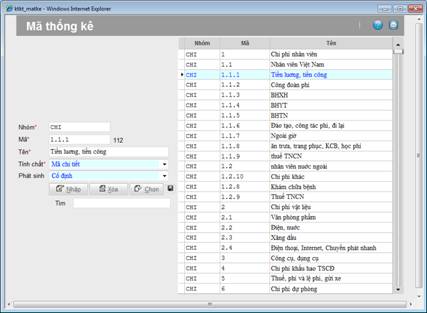 ktkt_matke - Windows Internet Explorer
Mã thống kê
Nhóm* CHI
Mã* 1.1.1 112
Tên* Tiền lương, tiền công
Tính chất* Mã chi tiết
Phát sinh Cố định
Nhập Xóa Chọn
Tìm
Nhóm Mã Tên
CHI 1 Chi phí nhân viên
CHI 1.1 Nhân viên Việt Nam
CHI 1.1.1 Tiền lương, tiền công
CHI 1.1.2 Công đoàn phí
CHI 1.1.3 BHXH
CHI 1.1.4 BHYT
CHI 1.1.5 BHTN
CHI 1.1.6 Đào tạo, công tác phí, đi lại
CHI 1.1.7 Ngoài giờ
CHI 1.1.8 ăn trưa, trang phục, KCB, học phí
CHI 1.1.9 thuế TNCN
CHI 1.2 nhân viên nước ngoài
CHI 1.2.10 Chi phí khác
CHI 1.2.8 Khám chữa bệnh
CHI 1.2.9 Thuế TNCN
CHI 2 Chi phí vật liệu
CHI 2.1 Văn phòng phẩm
CHI 2.2 Điện, nước
CHI 2.3 Xăng dầu
CHI 2.4 Điện thoại, Internet, Chuyển phát nhanh
CHI 3 Công cụ, dụng cụ
CHI 4 Chi phí khấu hao TSCĐ
CHI 5 Thuế, phí và lệ phí, gửi xe
CHI 6 Chi phí dự phòng